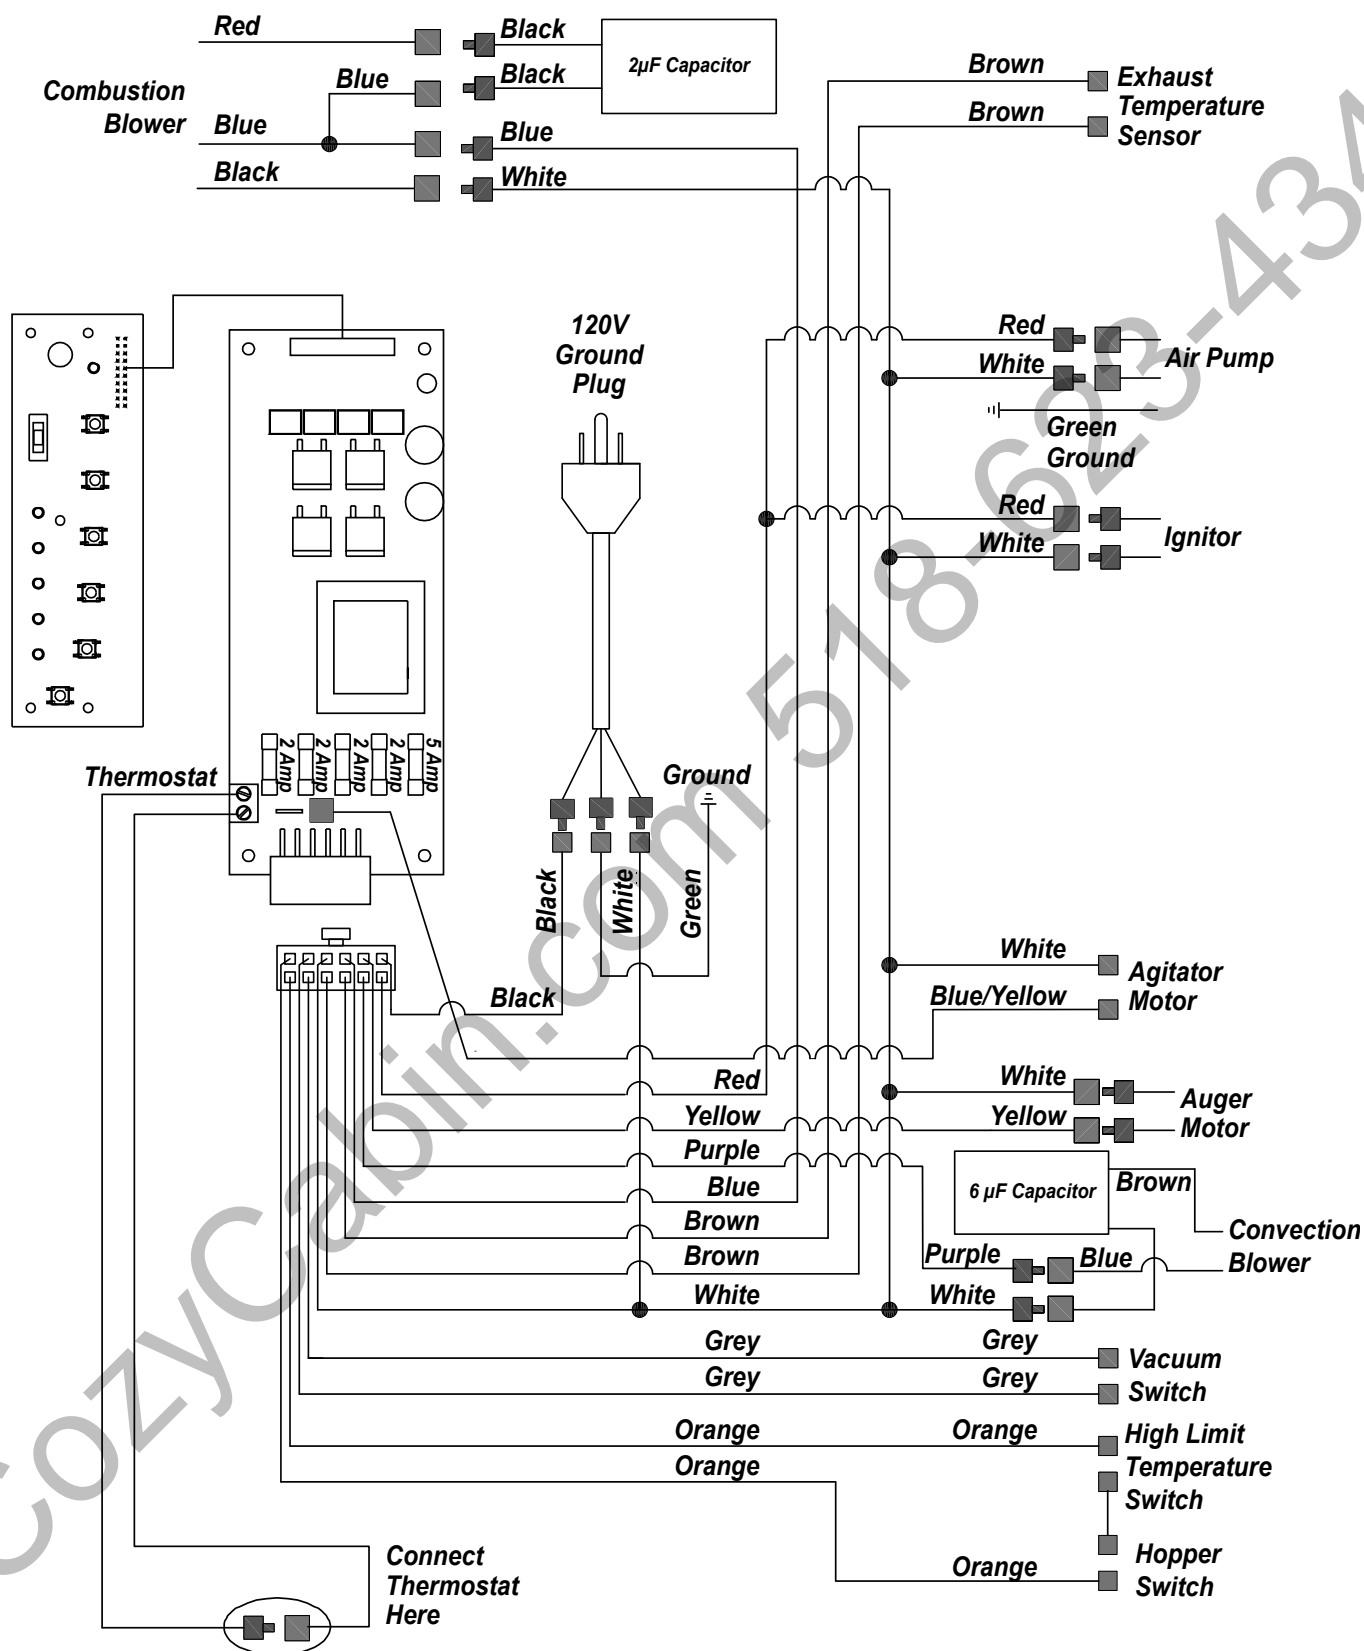 Red
Black
2µF Capacitor
Blue
Black
Combustion
Blower
Blue
Blue
Black
White
Brown
Exhaust
Temperature
Sensor
Brown
120V
Ground
Plug
Red
White
Air Pump
Green
Ground
Red
White
Ignitor
2 Amp
2 Amp
2 Amp
2 Amp
5 Amp
Thermostat
Ground
Black
White
Green
Black
White
Agitator
Motor
Blue/Yellow
Red
White
Auger
Motor
Yellow
Yellow
Purple
6 µF Capacitor
Brown
Blue
Brown
Convection
Blower
Brown
Purple
Blue
White
White
Grey
Grey
Vacuum
Switch
Grey
Grey
Orange
Orange
High Limit
Temperature
Switch
Orange
Connect
Thermostat
Here
Orange
Hopper
Switch
CozyCabin.com 518-623-434